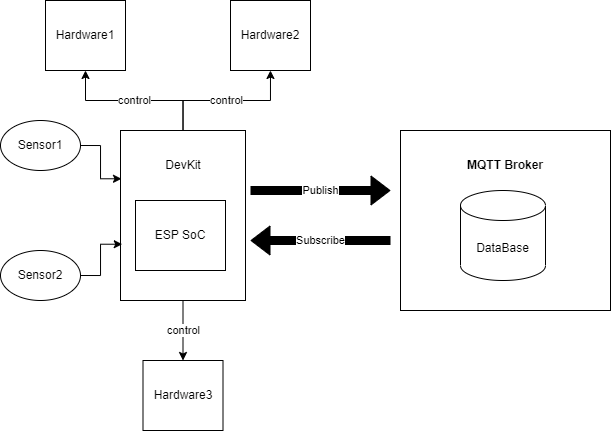 Hardware1
Hardware2
control
control
Sensor1
DevKit
MQTT Broker
Publish
ESP SoC
Subscribe
DataBase
Sensor2
control
Hardware3